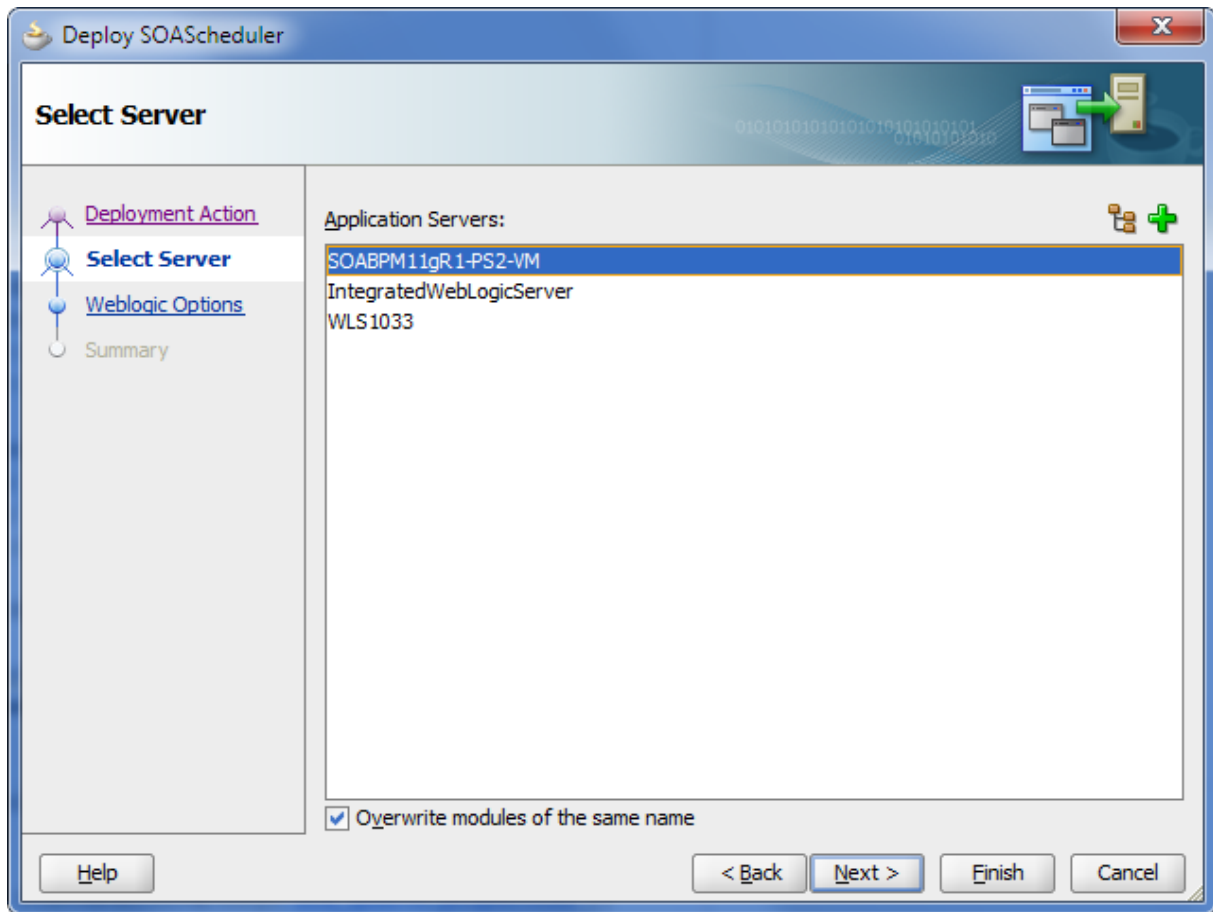 Deploy SOAScheduler
Select Server
Deployment Action
Select Server
Weblogic Options
Summary
Application Servers:
SOABPM11gR1-PS2-VM
IntegratedWebLogicServer
WLS1033
Overwrite modules of the same name
Help
< Back
Next >
Finish
Cancel